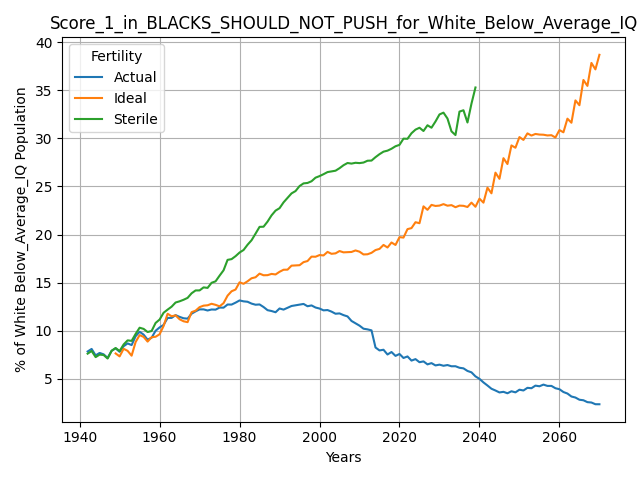 Score_1_in_BLACKS_SHOULD_NOT_PUSH_for_White_Below_Average_IQ
Fertility
Actual
Ideal
Sterile
% of White Below_Average_IQ Population
40
35
30
25
20
15
10
5
1940 1960 1980 2000 2020 2040 2060
Years